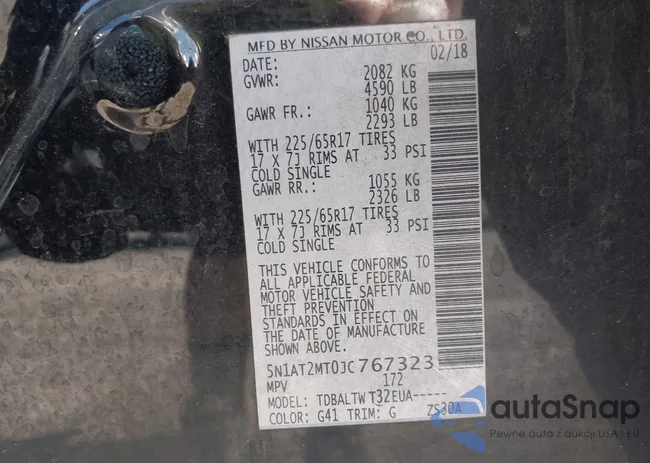 MFD BY NISSAN MOTOR CO., LTD.
DATE: 02/18
GVWR: 2082 KG
4590 LB
GAWR FR.: 1040 KG
2293 LB
WITH 225/65R17 TIRES
17 X 7J RIMS AT 33 PSI
COLD SINGLE
GAWR RR.: 1055 KG
2326 LB
WITH 225/65R17 TIRES
17 X 7J RIMS AT 33 PSI
COLD SINGLE
THIS VEHICLE CONFORMS TO
ALL APPLICABLE FEDERAL
MOTOR VEHICLE SAFETY AND
THEFT PREVENTION
STANDARDS IN EFFECT ON
THE DATE OF MANUFACTURE
SHOWN ABOVE.
5N1AT2MT0JC767323
MPV 172
MODEL: TDBALTW T32EUA-----
COLOR: G41 TRIM: G ZS30A
autoSnap
Pewne auta z aukcji USA - EU